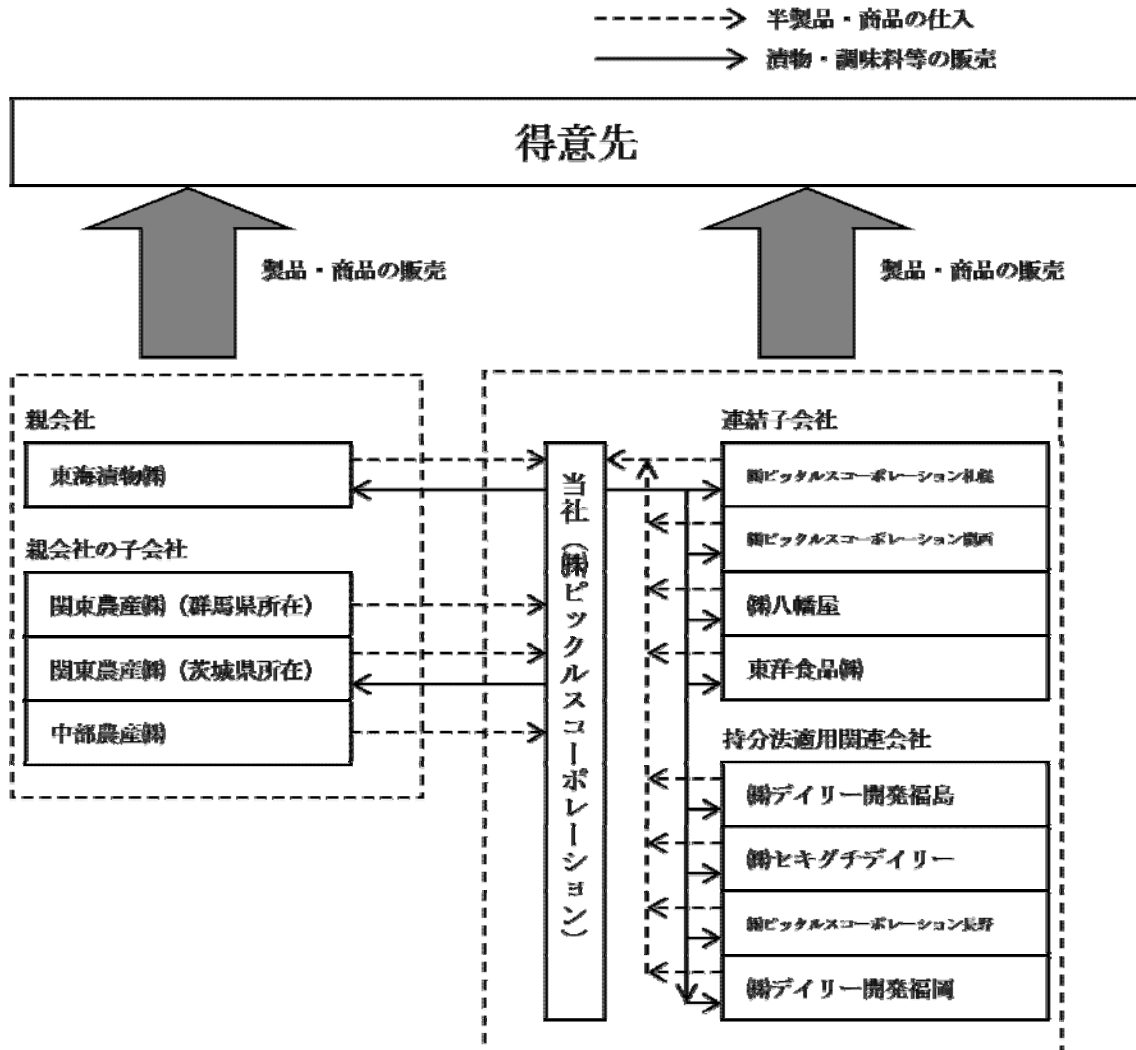 半製品・商品の仕入
漬物・調味料等の販売
得意先
製品・商品の販売
製品・商品の販売
親会社
東海漬物㈱
親会社の子会社
関東農産㈱(群馬県所在)
関東農産㈱(茨城県所在)
中部農産㈱
当社(㈱ピックルスコーポレーション)
連結子会社
㈱ピックルスコーポレーション札幌
㈱ピックルスコーポレーション関西
㈱八幡屋
東洋食品㈱
持分法適用関連会社
㈱デイリー開発福島
㈱セキグチデイリー
㈱ピックルスコーポレーション長野
㈱デイリー開発福岡